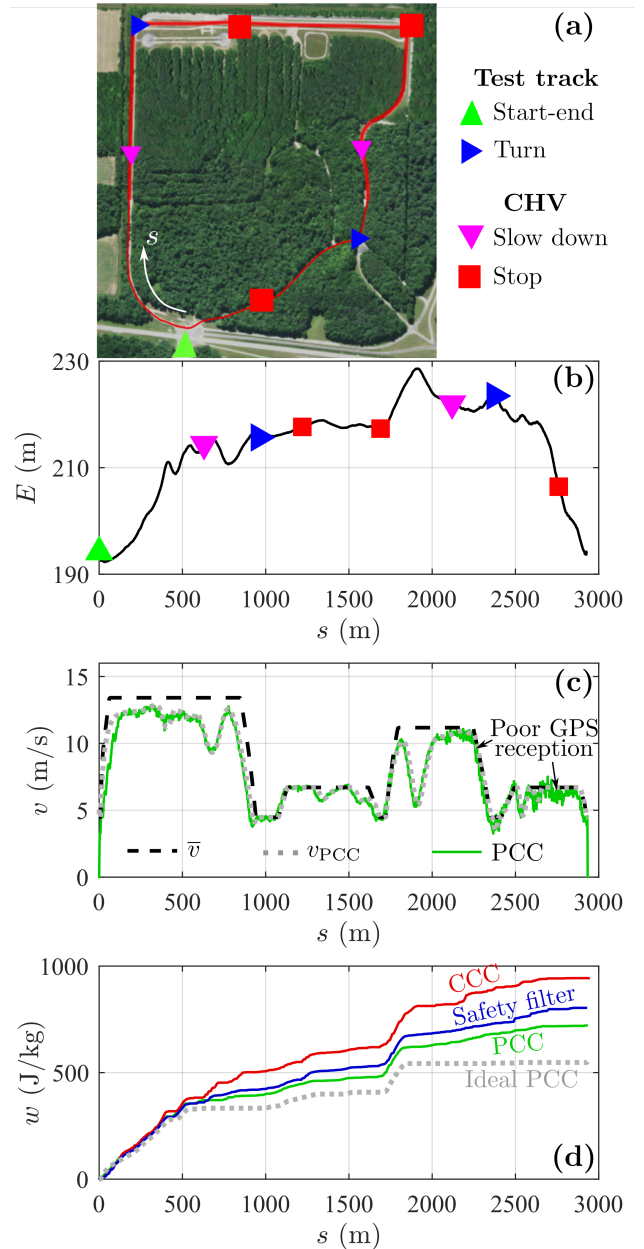 (a)
Test track
Start-end
Turn
CHV
Slow down
Stop
s
(b)
230
210
190
E (m)
0 500 1000 1500 2000 2500 3000
s (m)
(c)
15
10
5
0
v (m/s)
Poor GPS
reception
v̅ v_PCC PCC
0 500 1000 1500 2000 2500 3000
s (m)
1000
500
0
w (J/kg)
CCC
Safety filter
PCC
Ideal PCC
(d)
0 500 1000 1500 2000 2500 3000
s (m)